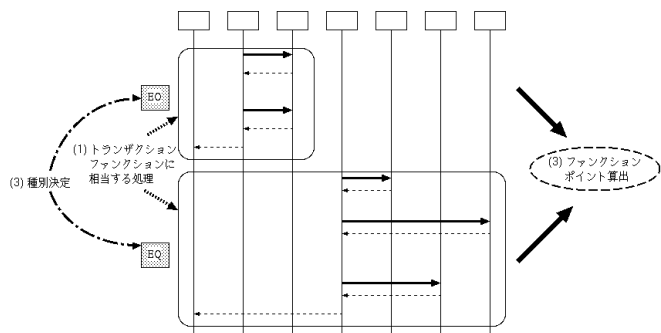 EO
(1) トランザクション
ファンクションに
相当する処理
(3) 種別決定
EQ
(3) ファンクション
ポイント算出